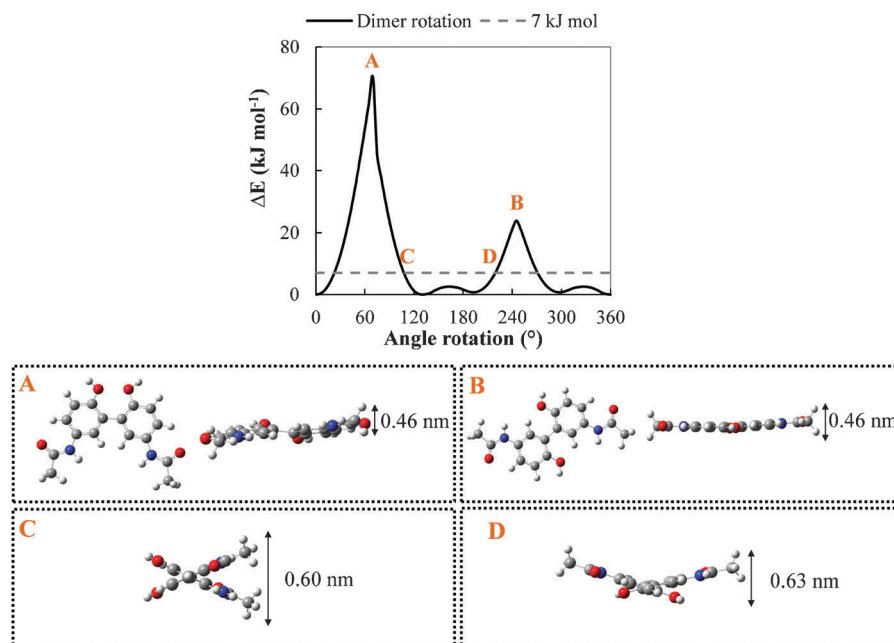 Dimer rotation 7 kJ mol
80
60
40
20
0
ΔE (kJ mol⁻¹)
A
B
C
D
0 60 120 180 240 300 360
Angle rotation (°)
A
0.46 nm
B
0.46 nm
C
0.60 nm
D
0.63 nm